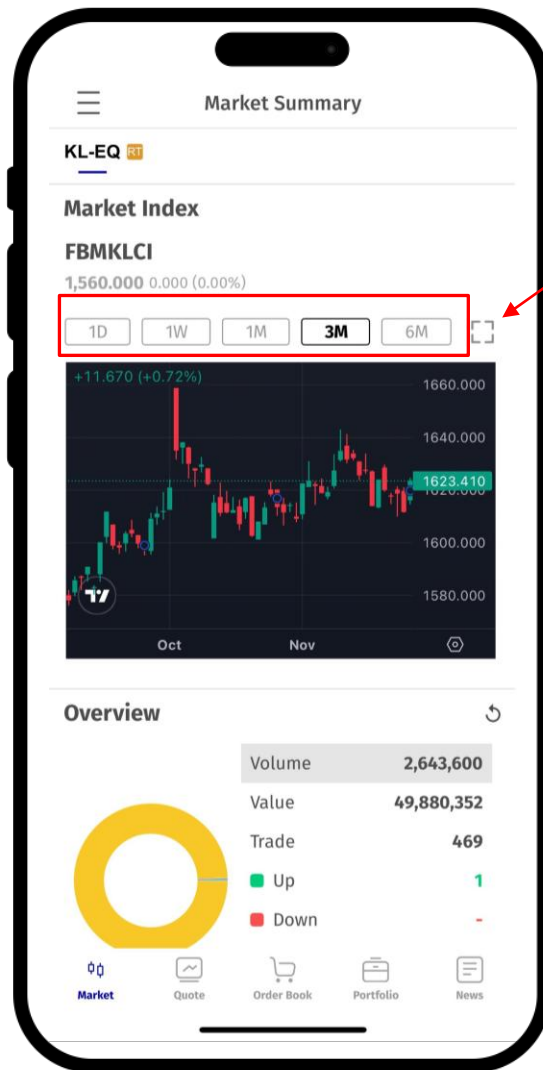 Market Summary
KL-EQ RT
Market Index
FBMKLCI
1,560.000 0.000 (0.00%)
1D 1W 1M 3M 6M
+11.670 (+0.72%)
1660.000
1640.000
1623.410
1620.000
1600.000
1580.000
Oct Nov
Overview
Volume 2,643,600
Value 49,880,352
Trade 469
Up 1
Down -
Market Quote Order Book Portfolio News